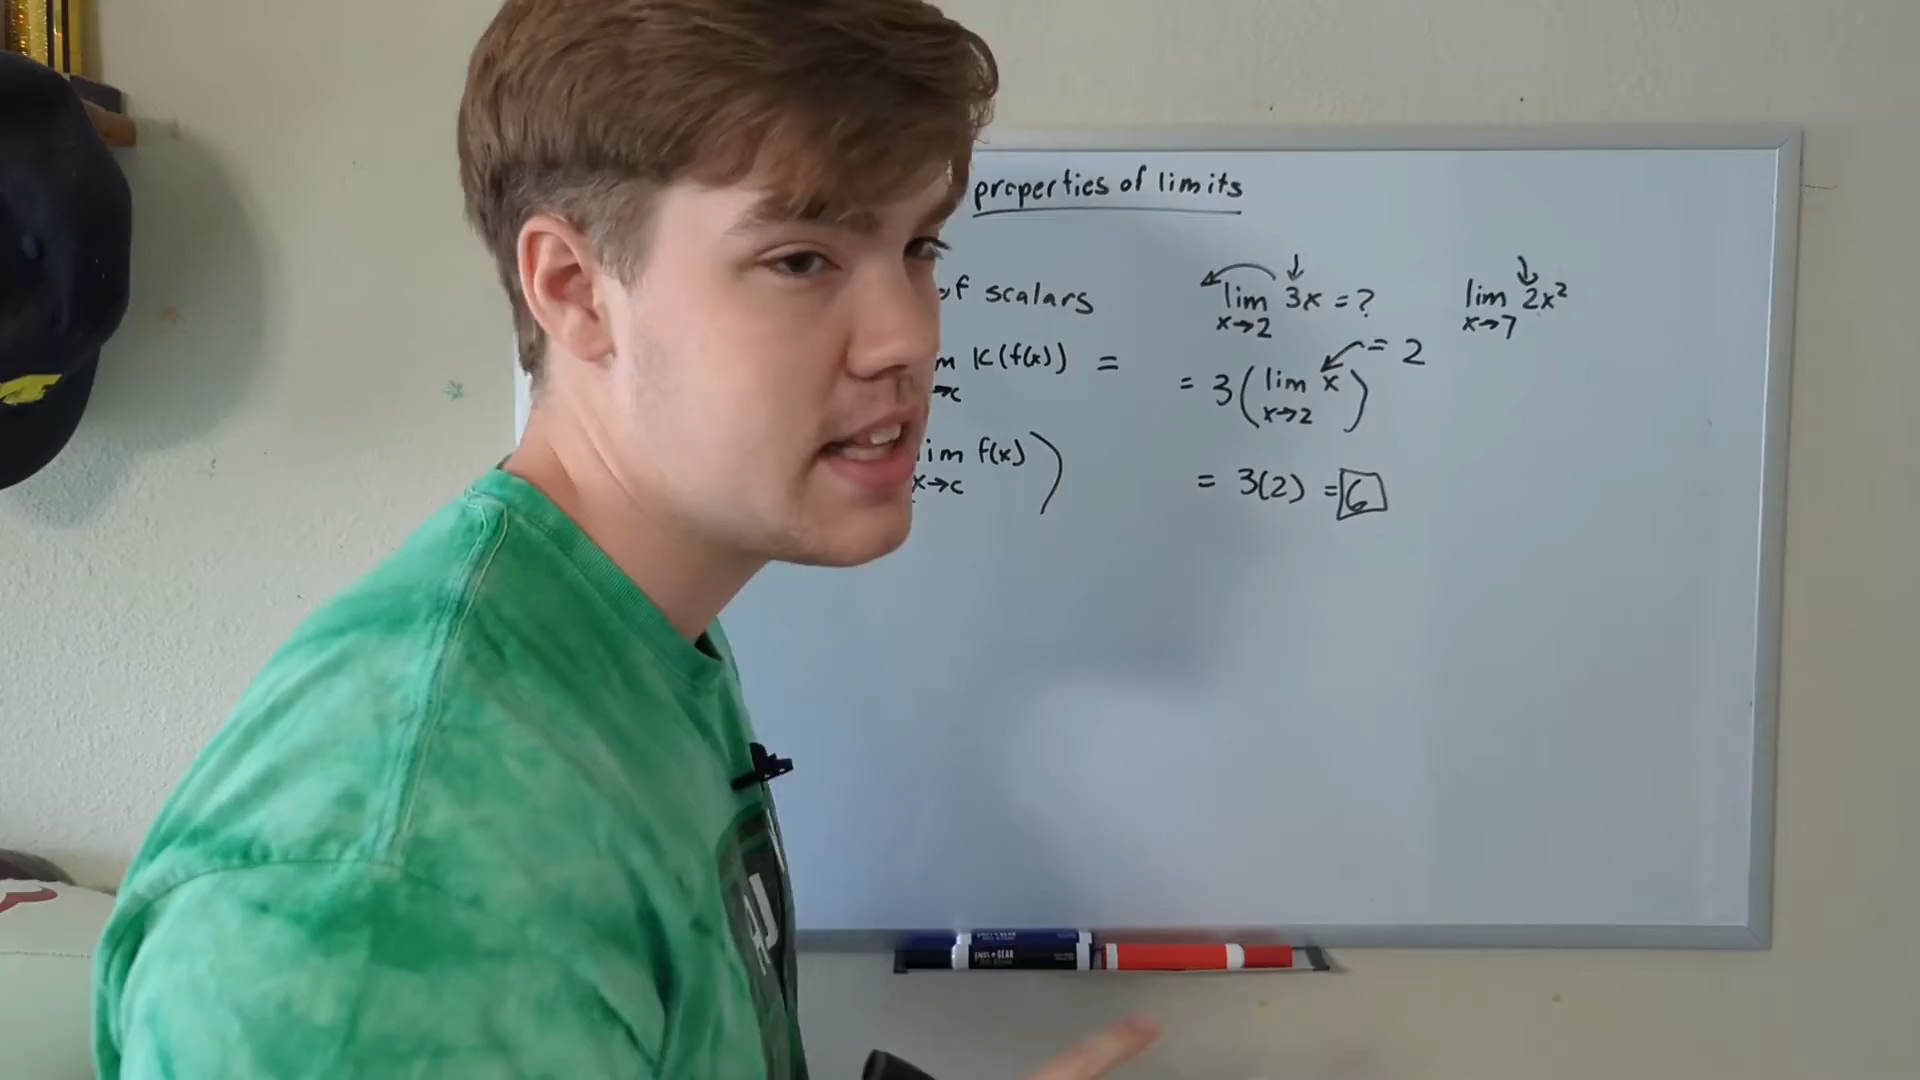 properties of limits
of scalars
K(f(x)) =
→c
lim f(x) )
x→c
lim 3x = ?
x→2
= 2
= 3 ( lim x )
x→2
= 3(2) = 6
lim 2x²
x→7